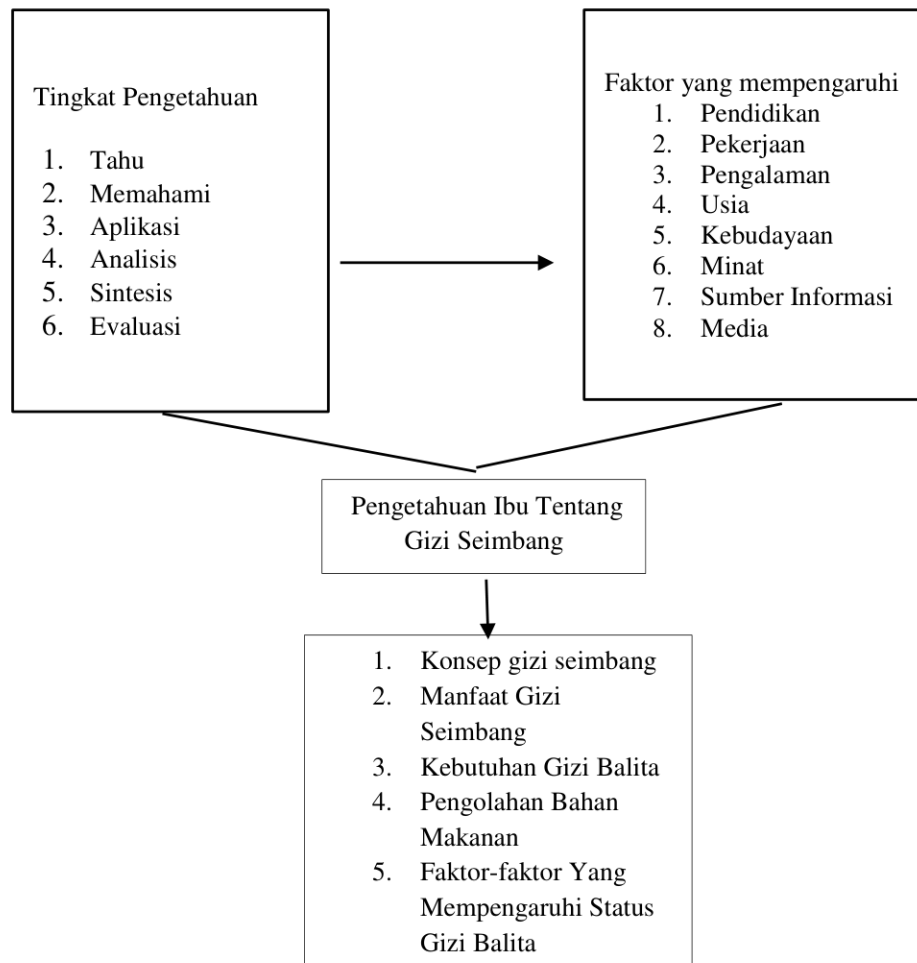 Tingkat Pengetahuan
1. Tahu
2. Memahami
3. Aplikasi
4. Analisis
5. Sintesis
6. Evaluasi
Faktor yang mempengaruhi
1. Pendidikan
2. Pekerjaan
3. Pengalaman
4. Usia
5. Kebudayaan
6. Minat
7. Sumber Informasi
8. Media
Pengetahuan Ibu Tentang
Gizi Seimbang
1. Konsep gizi seimbang
2. Manfaat Gizi
Seimbang
3. Kebutuhan Gizi Balita
4. Pengolahan Bahan
Makanan
5. Faktor-faktor Yang
Mempengaruhi Status
Gizi Balita